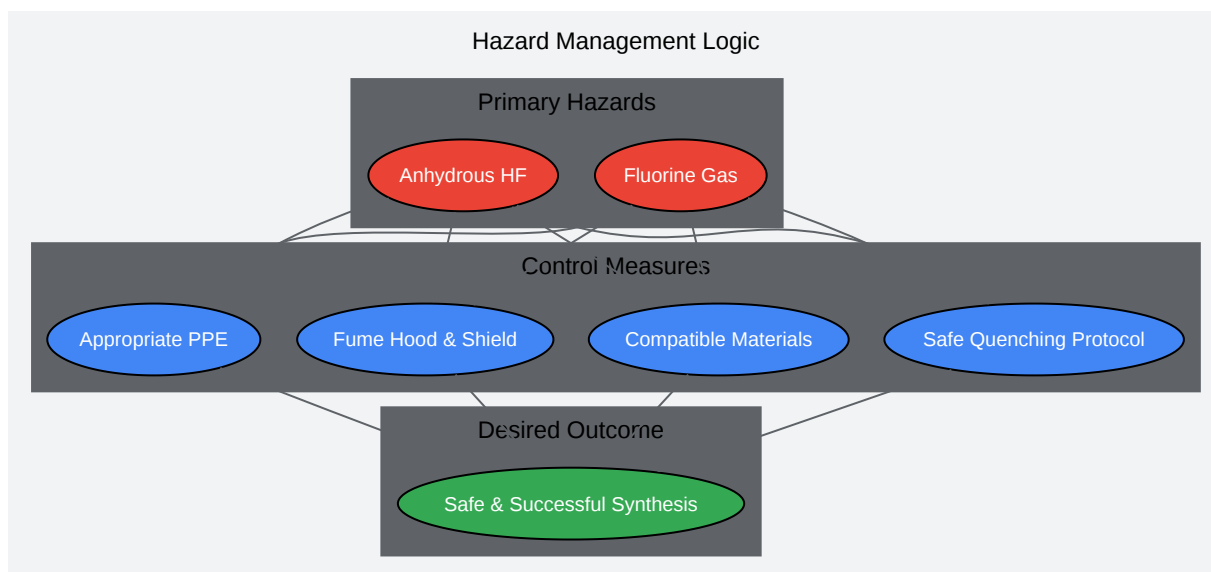 Hazard Management Logic
Primary Hazards
Anhydrous HF
Fluorine Gas
Control Measures
Appropriate PPE
Fume Hood & Shield
Compatible Materials
Safe Quenching Protocol
Desired Outcome
Safe & Successful Synthesis